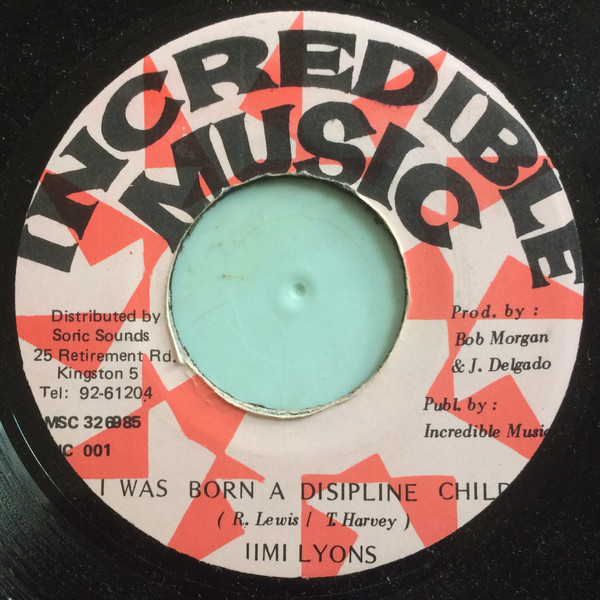 INCREDIBLE
MUSIC
Distributed by
Sonic Sounds
25 Retirement Rd.
Kingston 5
Tel: 92-61204
MSC 326985
IC 001
Prod. by :
Bob Morgan
& J. Delgado
Publ. by :
Incredible Music
I WAS BORN A DISIPLINE CHILD
( R. Lewis / T. Harvey )
JIMI LYONS